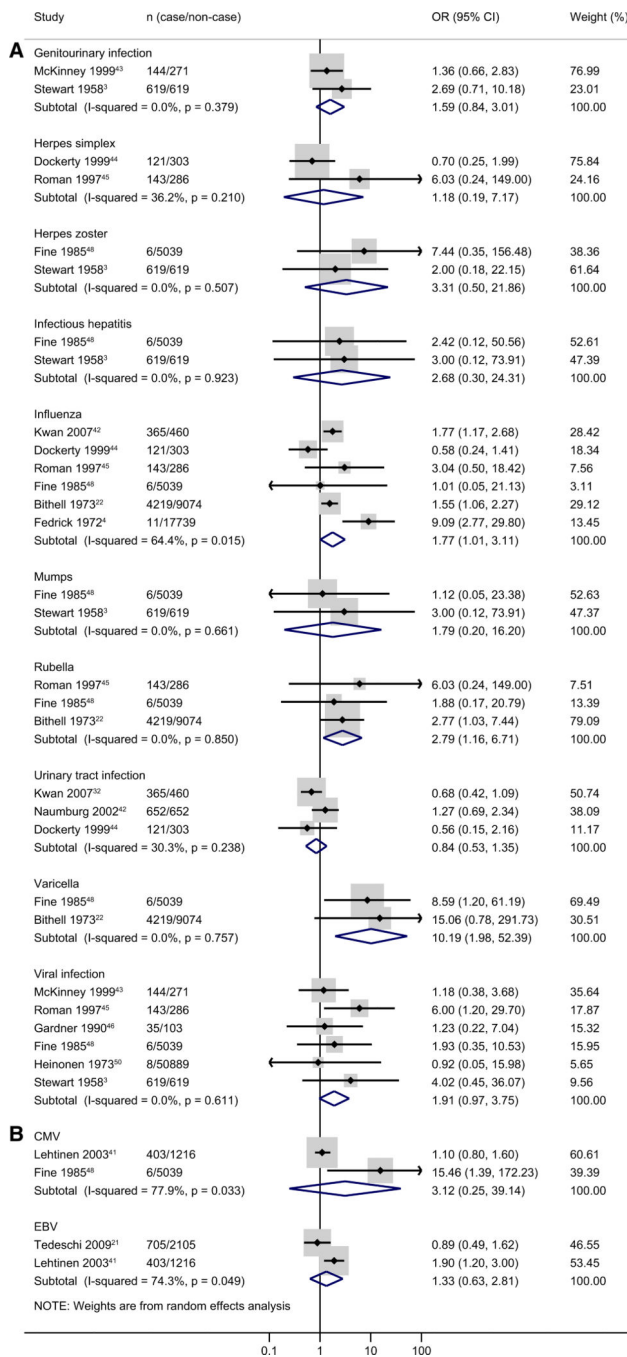 Study n (case/non-case) OR (95% CI) Weight (%)
A
Genitourinary infection
McKinney 1999⁴³ 144/271 1.36 (0.66, 2.83) 76.99
Stewart 1958³ 619/619 2.69 (0.71, 10.18) 23.01
Subtotal (I-squared = 0.0%, p = 0.379) 1.59 (0.84, 3.01) 100.00
Herpes simplex
Dockerty 1999⁴⁴ 121/303 0.70 (0.25, 1.99) 75.84
Roman 1997⁴⁵ 143/286 6.03 (0.24, 149.00) 24.16
Subtotal (I-squared = 36.2%, p = 0.210) 1.18 (0.19, 7.17) 100.00
Herpes zoster
Fine 1985⁴⁸ 6/5039 7.44 (0.35, 156.48) 38.36
Stewart 1958³ 619/619 2.00 (0.18, 22.15) 61.64
Subtotal (I-squared = 0.0%, p = 0.507) 3.31 (0.50, 21.86) 100.00
Infectious hepatitis
Fine 1985⁴⁸ 6/5039 2.42 (0.12, 50.56) 52.61
Stewart 1958³ 619/619 3.00 (0.12, 73.91) 47.39
Subtotal (I-squared = 0.0%, p = 0.923) 2.68 (0.30, 24.31) 100.00
Influenza
Kwan 2007⁴² 365/460 1.77 (1.17, 2.68) 28.42
Dockerty 1999⁴⁴ 121/303 0.58 (0.24, 1.41) 18.34
Roman 1997⁴⁵ 143/286 3.04 (0.50, 18.42) 7.56
Fine 1985⁴⁸ 6/5039 1.01 (0.05, 21.13) 3.11
Bithell 1973²² 4219/9074 1.55 (1.06, 2.27) 29.12
Fedrick 1972⁴ 11/17739 9.09 (2.77, 29.80) 13.45
Subtotal (I-squared = 64.4%, p = 0.015) 1.77 (1.01, 3.11) 100.00
Mumps
Fine 1985⁴⁸ 6/5039 1.12 (0.05, 23.38) 52.63
Stewart 1958³ 619/619 3.00 (0.12, 73.91) 47.37
Subtotal (I-squared = 0.0%, p = 0.661) 1.79 (0.20, 16.20) 100.00
Rubella
Roman 1997⁴⁵ 143/286 6.03 (0.24, 149.00) 7.51
Fine 1985⁴⁸ 6/5039 1.88 (0.17, 20.79) 13.39
Bithell 1973²² 4219/9074 2.77 (1.03, 7.44) 79.09
Subtotal (I-squared = 0.0%, p = 0.850) 2.79 (1.16, 6.71) 100.00
Urinary tract infection
Kwan 2007³² 365/460 0.68 (0.42, 1.09) 50.74
Naumburg 2002⁴² 652/652 1.27 (0.69, 2.34) 38.09
Dockerty 1999⁴⁴ 121/303 0.56 (0.15, 2.16) 11.17
Subtotal (I-squared = 30.3%, p = 0.238) 0.84 (0.53, 1.35) 100.00
Varicella
Fine 1985⁴⁸ 6/5039 8.59 (1.20, 61.19) 69.49
Bithell 1973²² 4219/9074 15.06 (0.78, 291.73) 30.51
Subtotal (I-squared = 0.0%, p = 0.757) 10.19 (1.98, 52.39) 100.00
Viral infection
McKinney 1999⁴³ 144/271 1.18 (0.38, 3.68) 35.64
Roman 1997⁴⁵ 143/286 6.00 (1.20, 29.70) 17.87
Gardner 1990⁴⁶ 35/103 1.23 (0.22, 7.04) 15.32
Fine 1985⁴⁸ 6/5039 1.93 (0.35, 10.53) 15.95
Heinonen 1973⁵⁰ 8/50889 0.92 (0.05, 15.98) 5.65
Stewart 1958³ 619/619 4.02 (0.45, 36.07) 9.56
Subtotal (I-squared = 0.0%, p = 0.611) 1.91 (0.97, 3.75) 100.00
B
CMV
Lehtinen 2003⁴¹ 403/1216 1.10 (0.80, 1.60) 60.61
Fine 1985⁴⁸ 6/5039 15.46 (1.39, 172.23) 39.39
Subtotal (I-squared = 77.9%, p = 0.033) 3.12 (0.25, 39.14) 100.00
EBV
Tedeschi 2009²¹ 705/2105 0.89 (0.49, 1.62) 46.55
Lehtinen 2003⁴¹ 403/1216 1.90 (1.20, 3.00) 53.45
Subtotal (I-squared = 74.3%, p = 0.049) 1.33 (0.63, 2.81) 100.00
NOTE: Weights are from random effects analysis
0.1 1 10 100